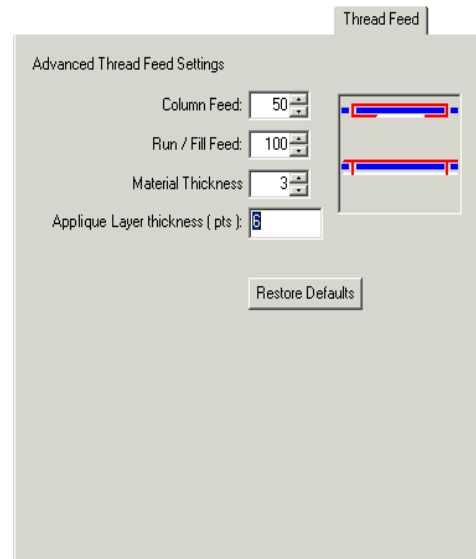 Thread Feed
Advanced Thread Feed Settings
Column Feed: 50
Run / Fill Feed: 100
Material Thickness 3
Applique Layer thickness ( pts ): 6
Restore Defaults